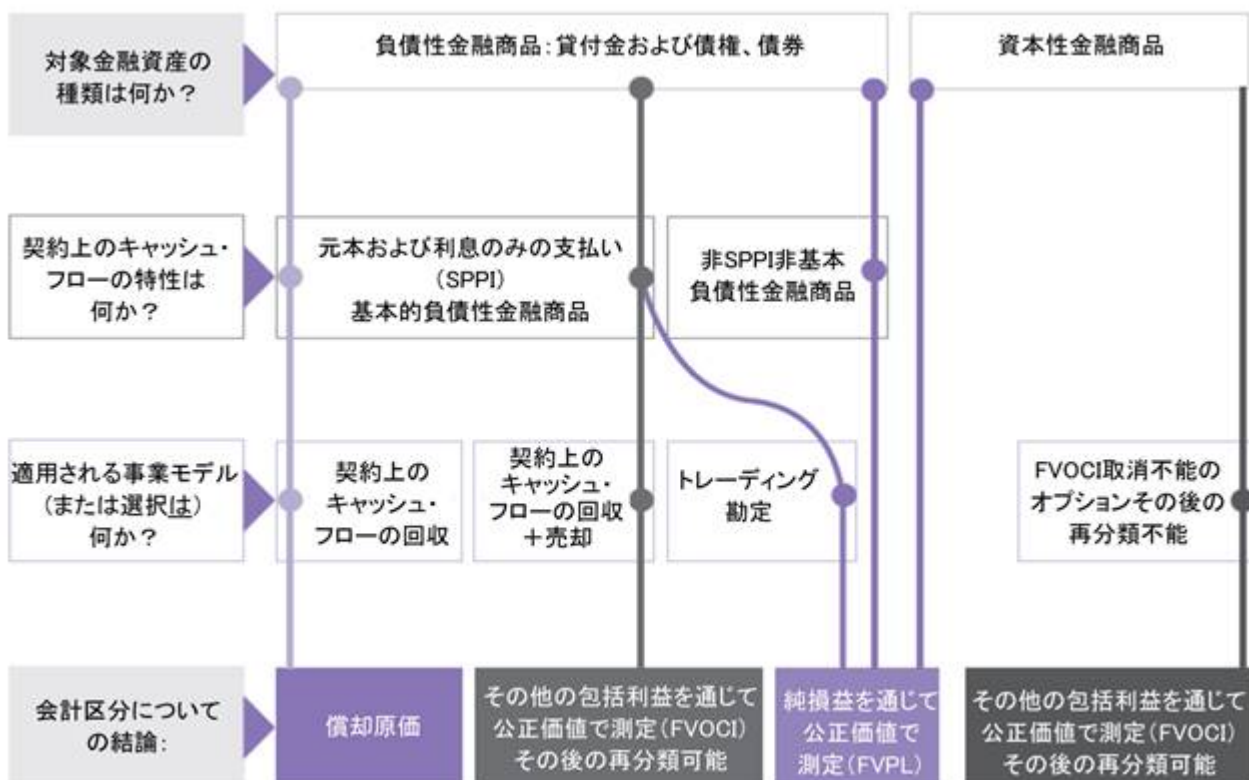 対象金融資産の
種類は何か？
負債性金融商品：貸付金および債権、債券
資本性金融商品
契約上のキャッシュ・
フローの特性は
何か？
元本および利息のみの支払い
(SPPI)
基本的負債性金融商品
非SPPI非基本
負債性金融商品
適用される事業モデル
(または選択は)
何か？
契約上の
キャッシュ・
フローの回収
契約上の
キャッシュ・
フローの回収
＋売却
トレーディング
勘定
FVOCI取消不能の
オプションその後の
再分類不能
会計区分について
の結論:
償却原価
その他の包括利益を通じて
公正価値で測定(FVOCI)
その後の再分類可能
純損益を通じて
公正価値で
測定(FVPL)
その他の包括利益を通じて
公正価値で測定(FVOCI)
その後の再分類可能